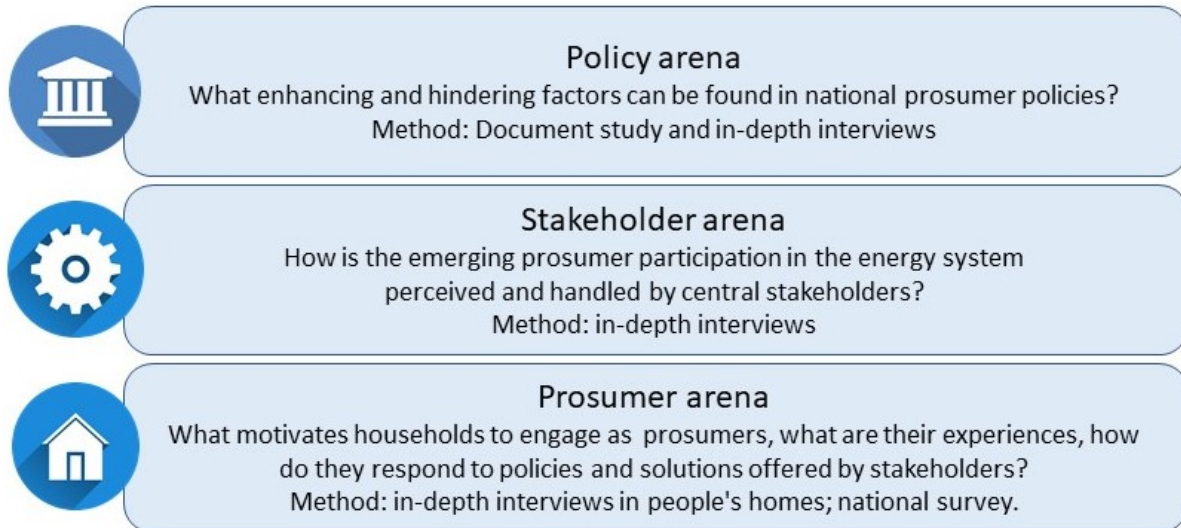 Policy arena
What enhancing and hindering factors can be found in national prosumer policies?
Method: Document study and in-depth interviews
Stakeholder arena
How is the emerging prosumer participation in the energy system
perceived and handled by central stakeholders?
Method: in-depth interviews
Prosumer arena
What motivates households to engage as prosumers, what are their experiences, how
do they respond to policies and solutions offered by stakeholders?
Method: in-depth interviews in people's homes; national survey.